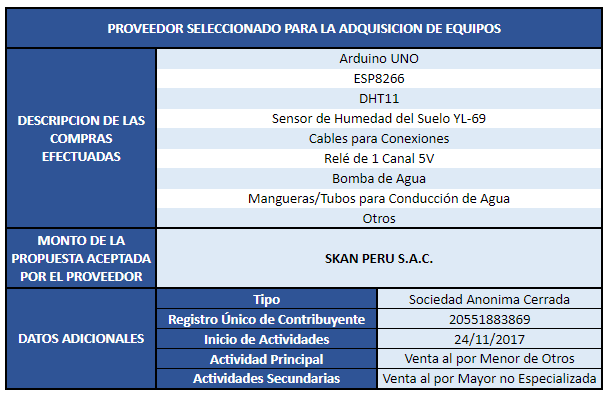 PROVEEDOR SELECCIONADO PARA LA ADQUISICION DE EQUIPOS
DESCRIPCION DE LAS
COMPRAS
EFECTUADAS
Arduino UNO
ESP8266
DHT11
Sensor de Humedad del Suelo YL-69
Cables para Conexiones
Relé de 1 Canal 5V
Bomba de Agua
Mangueras/Tubos para Conducción de Agua
Otros
MONTO DE LA
PROPUESTA ACEPTADA
POR EL PROVEEDOR
SKAN PERU S.A.C.
DATOS ADICIONALES
Tipo Sociedad Anonima Cerrada
Registro Único de Contribuyente 20551883869
Inicio de Actividades 24/11/2017
Actividad Principal Venta al por Menor de Otros
Actividades Secundarias Venta al por Mayor no Especializada